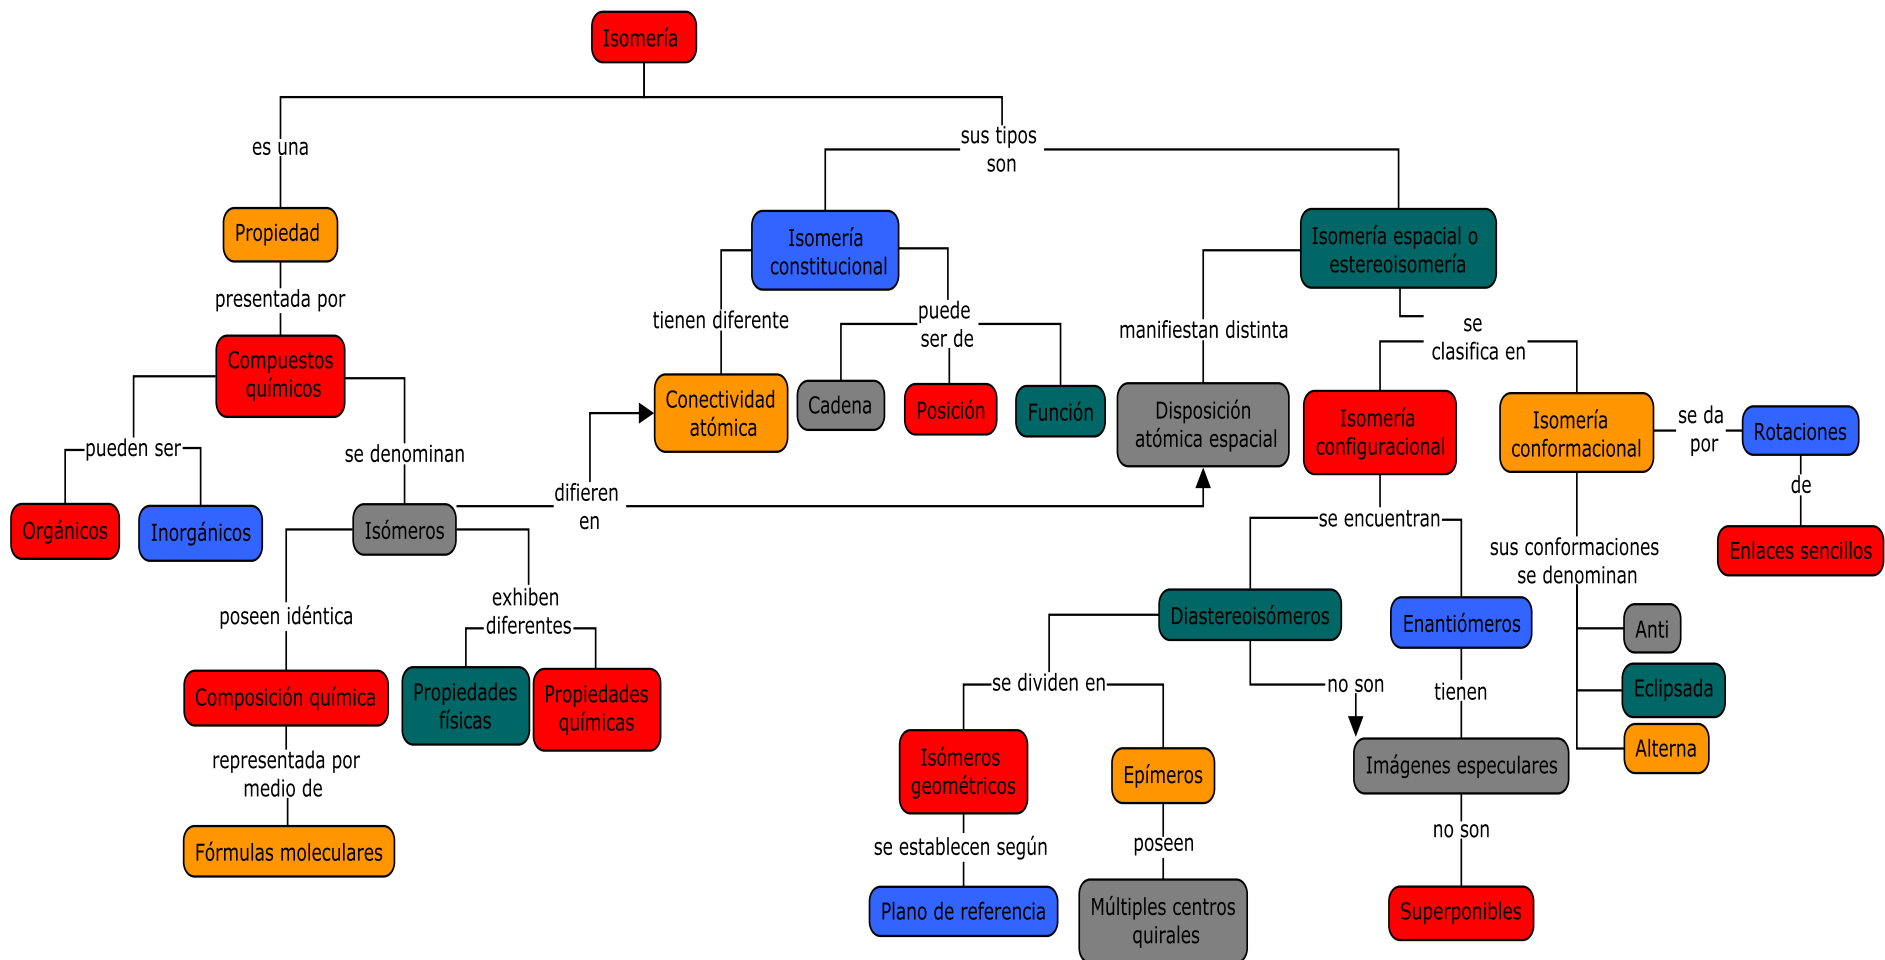 Isomería
es una
sus tipos
son
Propiedad
Isomería
constitucional
Isomería espacial o
estereoisomería
presentada por
tienen diferente
puede
ser de
manifiestan distinta
se
clasifica en
Compuestos
químicos
Conectividad
atómica
Cadena
Posición
Función
Disposición
atómica espacial
Isomería
configuracional
Isomería
conformacional
se da
por
Rotaciones
pueden ser
se denominan
de
difieren
en
Orgánicos
Inorgánicos
Isómeros
se encuentran
sus conformaciones
se denominan
Enlaces sencillos
poseen idéntica
exhiben
diferentes
Diastereoisómeros
Enantiómeros
Anti
Eclipsada
Alterna
Composición química
Propiedades
físicas
Propiedades
químicas
se dividen en
no son
tienen
representada por
medio de
Isómeros
geométricos
Epímeros
Imágenes especulares
Fórmulas moleculares
se establecen según
poseen
no son
Plano de referencia
Múltiples centros
quirales
Superponibles